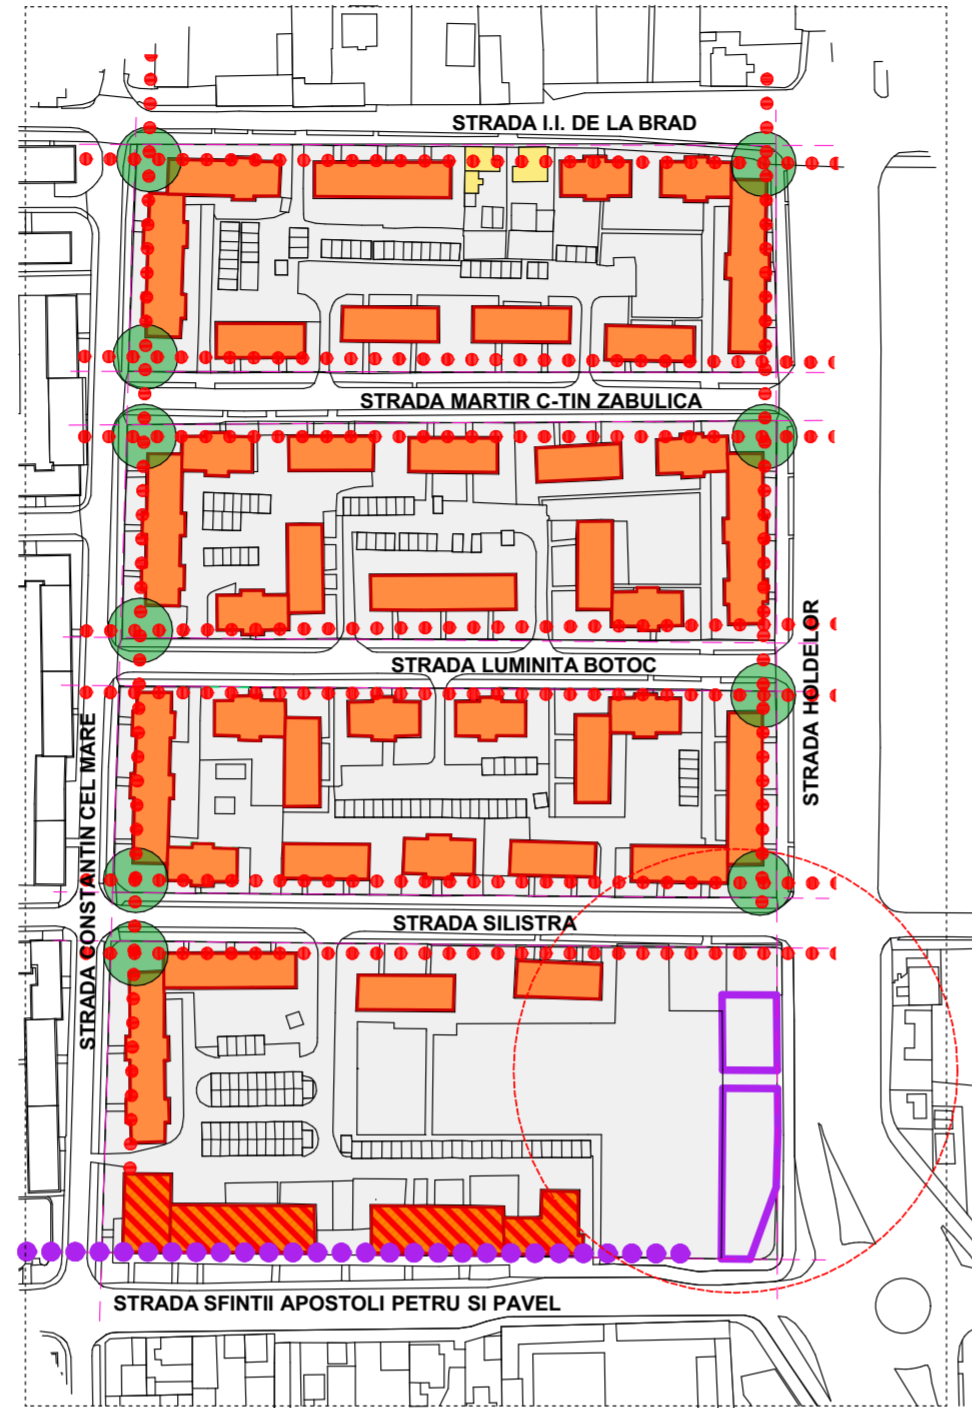 STRADA I.I. DE LA BRAD
STRADA MARTIR C-TIN ZABULICA
STRADA LUMINITA BOTOC
STRADA HOLDELOR
STRADA CONSTANTIN CEL MARE
STRADA SILISTRA
STRADA SFINTII APOSTOLI PETRU SI PAVEL